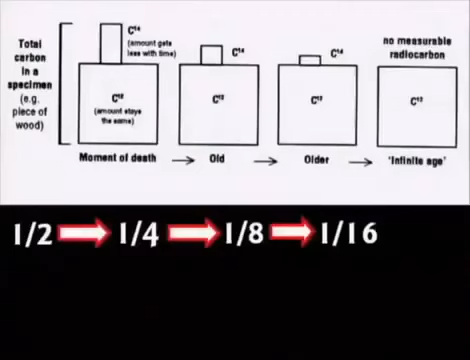 Total
carbon
in a
specimen
(e.g.
piece of
wood)
C14
(amount gets
less with time)
C12
(amount stays
the same)
Moment of death
C14
C12
Old
C14
C12
Older
no measurable
radiocarbon
C12
'Infinite age'
1/2 1/4 1/8 1/16